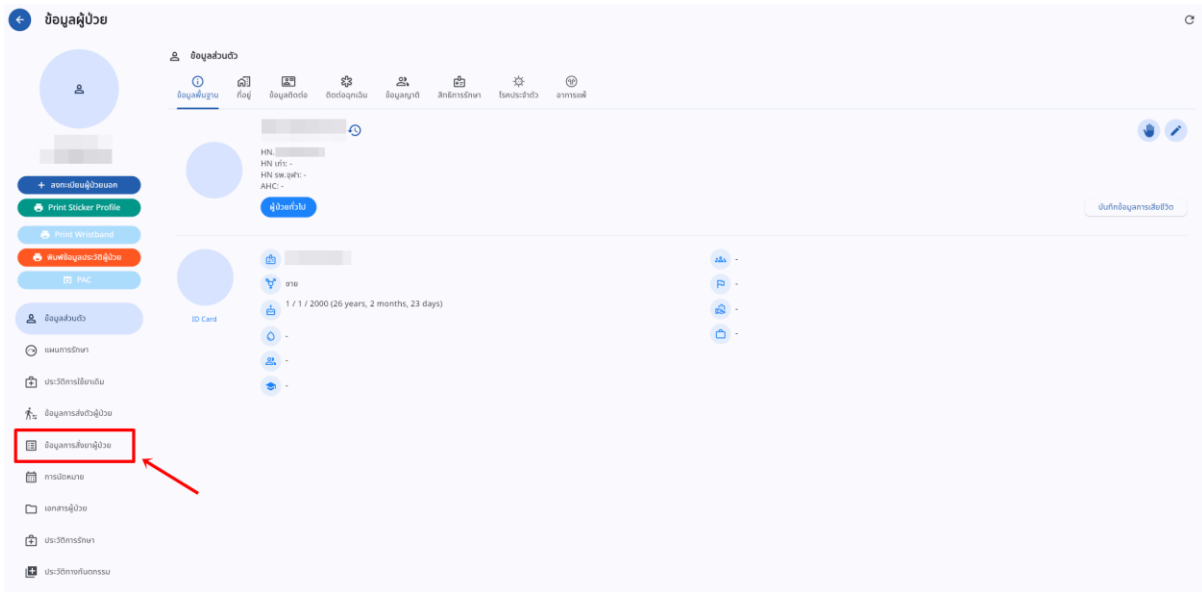 ข้อมูลผู้ป่วย
ข้อมูลส่วนตัว
ข้อมูลพื้นฐาน ที่อยู่ ข้อมูลติดต่อ ติดต่อฉุกเฉิน ข้อมูลญาติ สิทธิการรักษา โรคประจำตัว อาการแพ้
HN.
HN เก่า: -
HN รพ.จุฬา: -
AHC: -
ผู้ป่วยทั่วไป
บันทึกข้อมูลการเสียชีวิต
+ ลงทะเบียนผู้ป่วยนอก
Print Sticker Profile
Print Wristband
พิมพ์ข้อมูลประวัติผู้ป่วย
PAC
ข้อมูลส่วนตัว
แผนการรักษา
ประวัติการใช้ยาเดิม
ข้อมูลการส่งตัวผู้ป่วย
ข้อมูลการสั่งยาผู้ป่วย
การนัดหมาย
เอกสารผู้ป่วย
ประวัติการรักษา
ประวัติทางทันตกรรม
ID Card
ชาย
1 / 1 / 2000 (26 years, 2 months, 23 days)
-
-
-
-
-
-
-